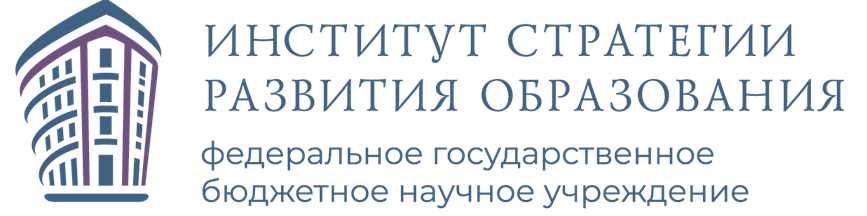 ИНСТИТУТ СТРАТЕГИИ
РАЗВИТИЯ ОБРАЗОВАНИЯ
федеральное государственное
бюджетное научное учреждение